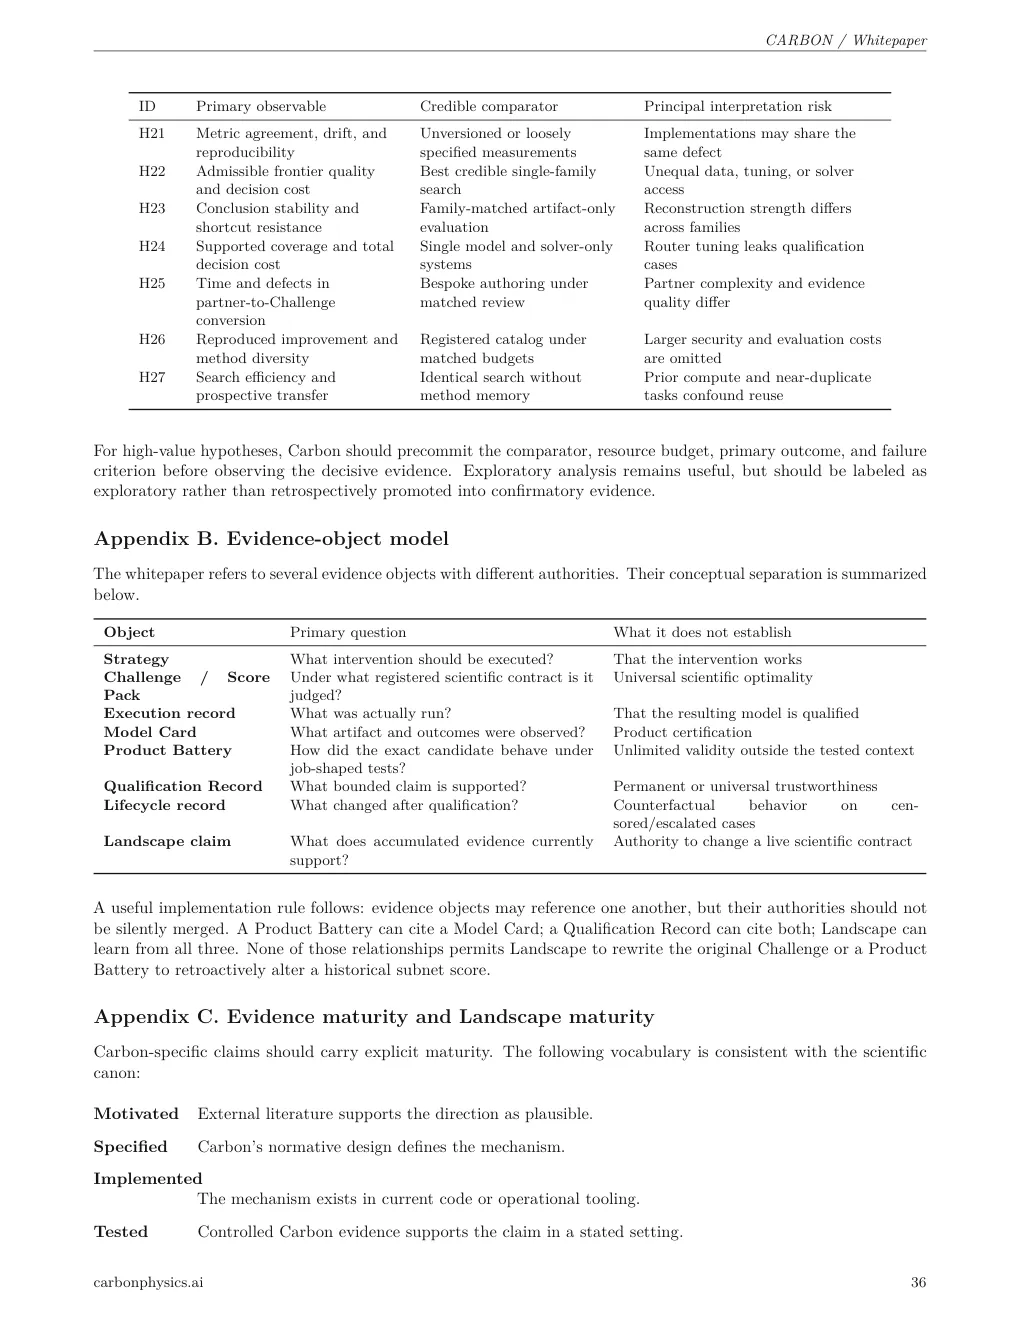 CARBON / Whitepaper
ID Primary observable Credible comparator Principal interpretation risk
H21 Metric agreement, drift, and Unversioned or loosely Implementations may share the
reproducibility specified measurements same defect
H22 Admissible frontier quality Best credible single-family Unequal data, tuning, or solver
and decision cost search access
H23 Conclusion stability and Family-matched artifact-only Reconstruction strength differs
shortcut resistance evaluation across families
H24 Supported coverage and total Single model and solver-only Router tuning leaks qualification
decision cost systems cases
H25 Time and defects in Bespoke authoring under Partner complexity and evidence
partner-to-Challenge matched review quality differ
conversion
H26 Reproduced improvement and Registered catalog under Larger security and evaluation costs
method diversity matched budgets are omitted
H27 Search efficiency and Identical search without Prior compute and near-duplicate
prospective transfer method memory tasks confound reuse
For high-value hypotheses, Carbon should precommit the comparator, resource budget, primary outcome, and failure
criterion before observing the decisive evidence. Exploratory analysis remains useful, but should be labeled as
exploratory rather than retrospectively promoted into confirmatory evidence.
Appendix B. Evidence-object model
The whitepaper refers to several evidence objects with different authorities. Their conceptual separation is summarized
below.
Object Primary question What it does not establish
Strategy What intervention should be executed? That the intervention works
Challenge / Score Under what registered scientific contract is it Universal scientific optimality
Pack judged?
Execution record What was actually run? That the resulting model is qualified
Model Card What artifact and outcomes were observed? Product certification
Product Battery How did the exact candidate behave under Unlimited validity outside the tested context
job-shaped tests?
Qualification Record What bounded claim is supported? Permanent or universal trustworthiness
Lifecycle record What changed after qualification? Counterfactual behavior on cen-
sored/escalated cases
Landscape claim What does accumulated evidence currently Authority to change a live scientific contract
support?
A useful implementation rule follows: evidence objects may reference one another, but their authorities should not
be silently merged. A Product Battery can cite a Model Card; a Qualification Record can cite both; Landscape can
learn from all three. None of those relationships permits Landscape to rewrite the original Challenge or a Product
Battery to retroactively alter a historical subnet score.
Appendix C. Evidence maturity and Landscape maturity
Carbon-specific claims should carry explicit maturity. The following vocabulary is consistent with the scientific
canon:
Motivated External literature supports the direction as plausible.
Specified Carbon's normative design defines the mechanism.
Implemented
The mechanism exists in current code or operational tooling.
Tested Controlled Carbon evidence supports the claim in a stated setting.
carbonphysics.ai 36